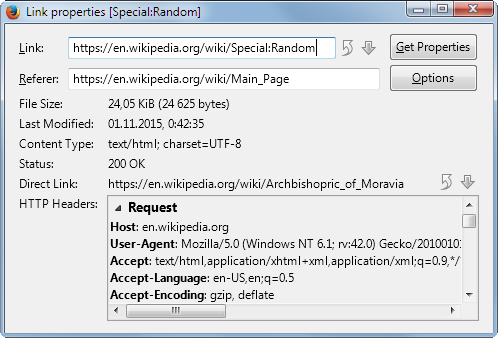 Link properties [Special:Random]
Link: https://en.wikipedia.org/wiki/Special:Random Get Properties
Referer: https://en.wikipedia.org/wiki/Main_Page Options
File Size: 24,05 KiB (24 625 bytes)
Last Modified: 01.11.2015, 0:42:35
Content Type: text/html; charset=UTF-8
Status: 200 OK
Direct Link: https://en.wikipedia.org/wiki/Archbishopric_of_Moravia
HTTP Headers: Request
Host: en.wikipedia.org
User-Agent: Mozilla/5.0 (Windows NT 6.1; rv:42.0) Gecko/20100101
Accept: text/html,application/xhtml+xml,application/xml;q=0.9,*/
Accept-Language: en-US,en;q=0.5
Accept-Encoding: gzip, deflate